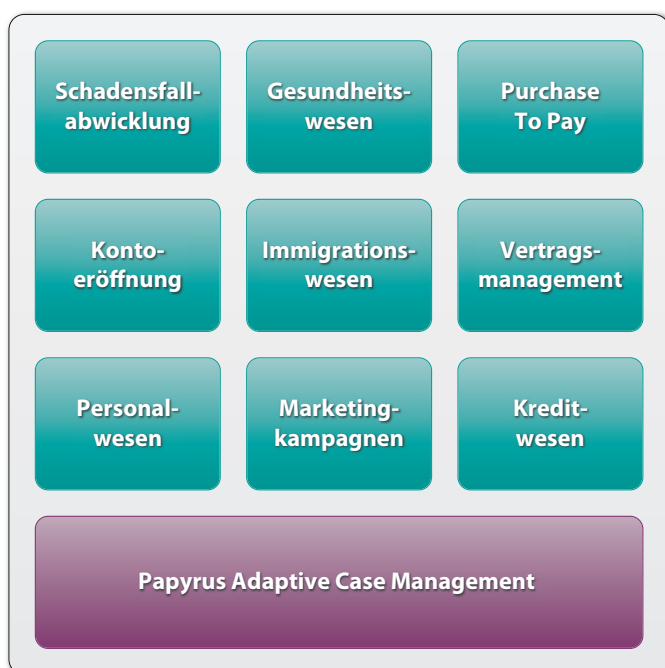 Schadensfall-
abwicklung
Gesundheits-
wesen
Purchase
To Pay
Konto-
eröffnung
Immigrations-
wesen
Vertrags-
management
Personal-
wesen
Marketing-
kampagnen
Kredit-
wesen
Papyrus Adaptive Case Management